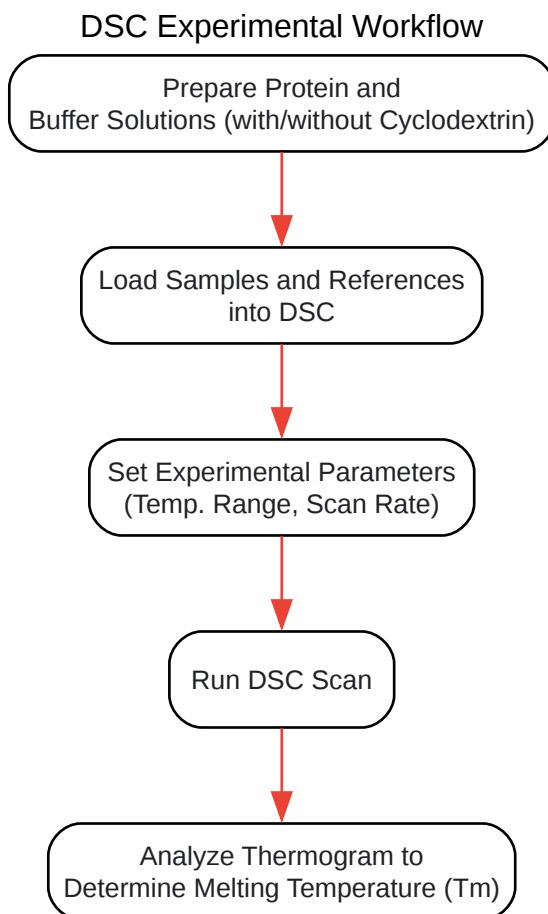 DSC Experimental Workflow
Prepare Protein and
Buffer Solutions (with/without Cyclodextrin)
Load Samples and References
into DSC
Set Experimental Parameters
(Temp. Range, Scan Rate)
Run DSC Scan
Analyze Thermogram to
Determine Melting Temperature (Tm)